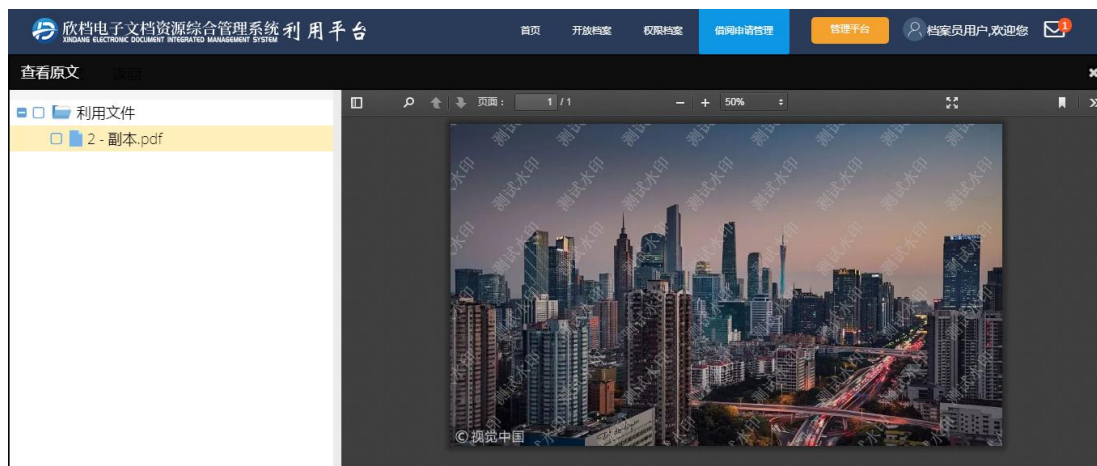 欣档电子文档资源综合管理系统利用平台
XINDANG ELECTRONIC DOCUMENT INTEGRATED MANAGEMENT SYSTEM
首页 开放档案 权限档案 借阅申请管理 管理平台 档案员用户,欢迎您 1
查看原文 返回
利用文件
2 - 副本.pdf
页面： 1 / 1 50%
测试水印
©视觉中国